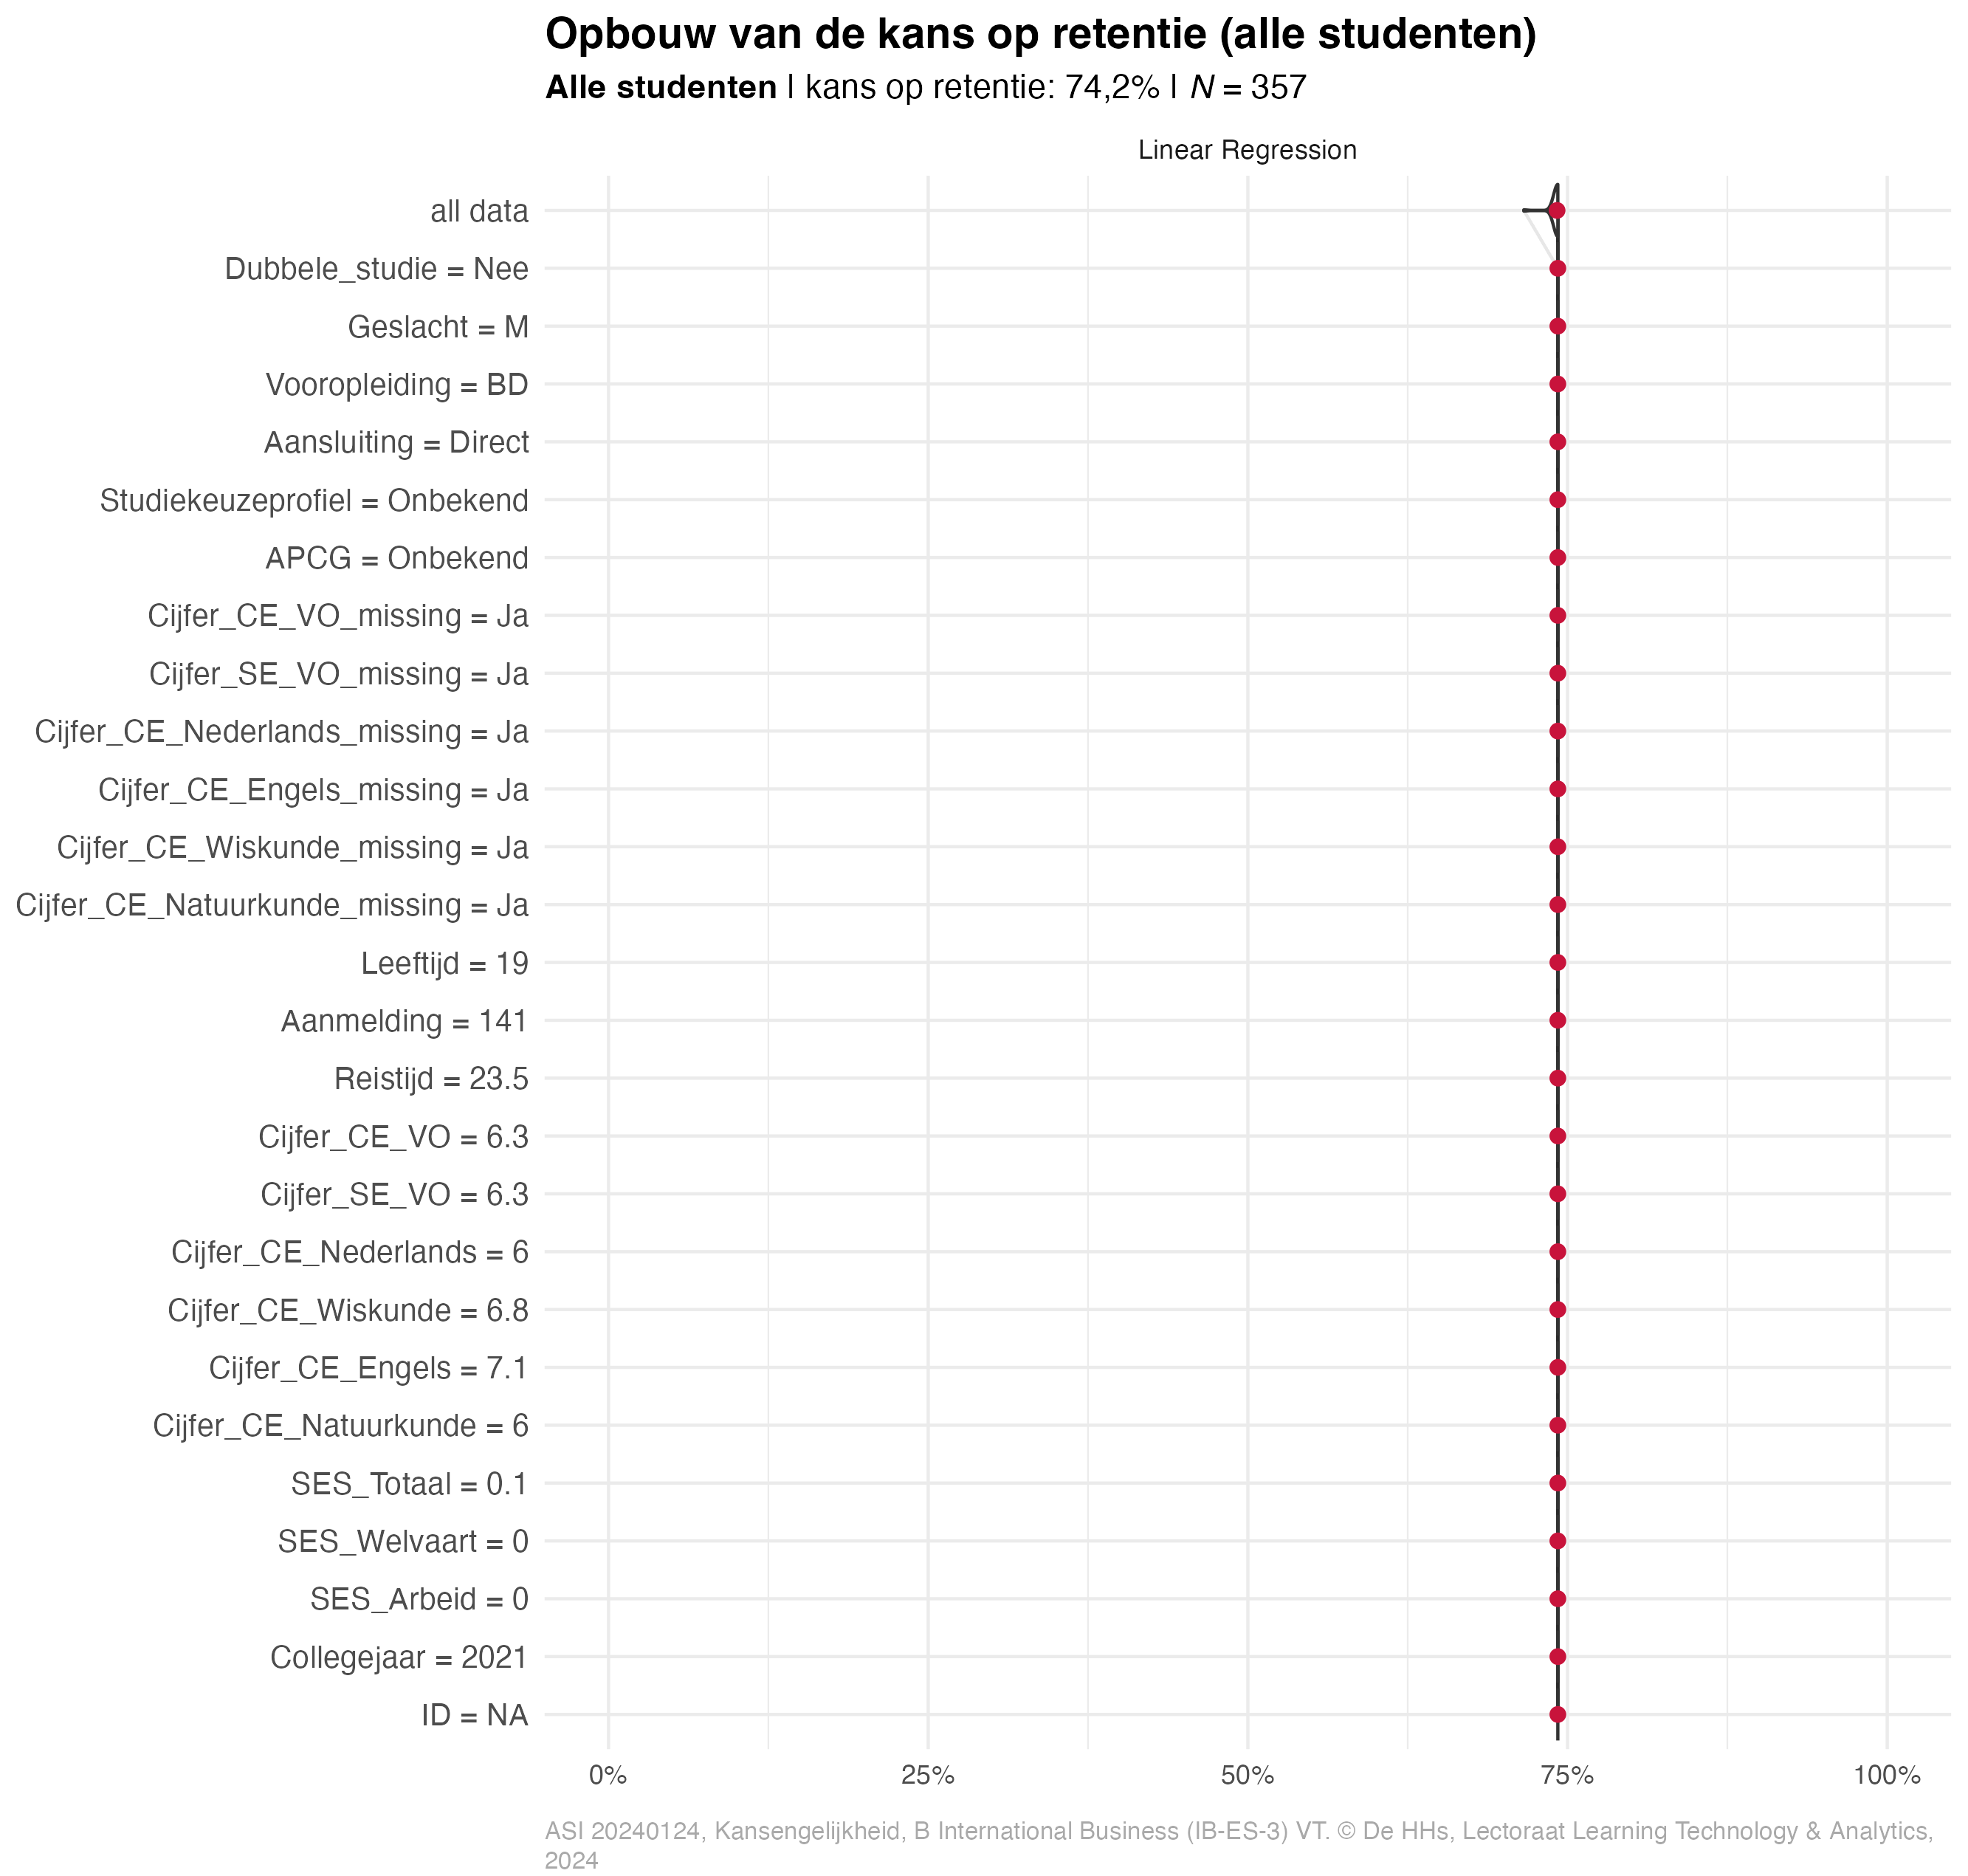 Opbouw van de kans op retentie (alle studenten)
Alle studenten | kans op retentie: 74,2% | N = 357
Linear Regression
all data
Dubbele_studie = Nee
Geslacht = M
Vooropleiding = BD
Aansluiting = Direct
Studiekeuzeprofiel = Onbekend
APCG = Onbekend
Cijfer_CE_VO_missing = Ja
Cijfer_SE_VO_missing = Ja
Cijfer_CE_Nederlands_missing = Ja
Cijfer_CE_Engels_missing = Ja
Cijfer_CE_Wiskunde_missing = Ja
Cijfer_CE_Natuurkunde_missing = Ja
Leeftijd = 19
Aanmelding = 141
Reistijd = 23.5
Cijfer_CE_VO = 6.3
Cijfer_SE_VO = 6.3
Cijfer_CE_Nederlands = 6
Cijfer_CE_Wiskunde = 6.8
Cijfer_CE_Engels = 7.1
Cijfer_CE_Natuurkunde = 6
SES_Totaal = 0.1
SES_Welvaart = 0
SES_Arbeid = 0
Collegejaar = 2021
ID = NA
0% 25% 50% 75% 100%
ASI 20240124, Kansengelijkheid, B International Business (IB-ES-3) VT. © De HHs, Lectoraat Learning Technology & Analytics,
2024